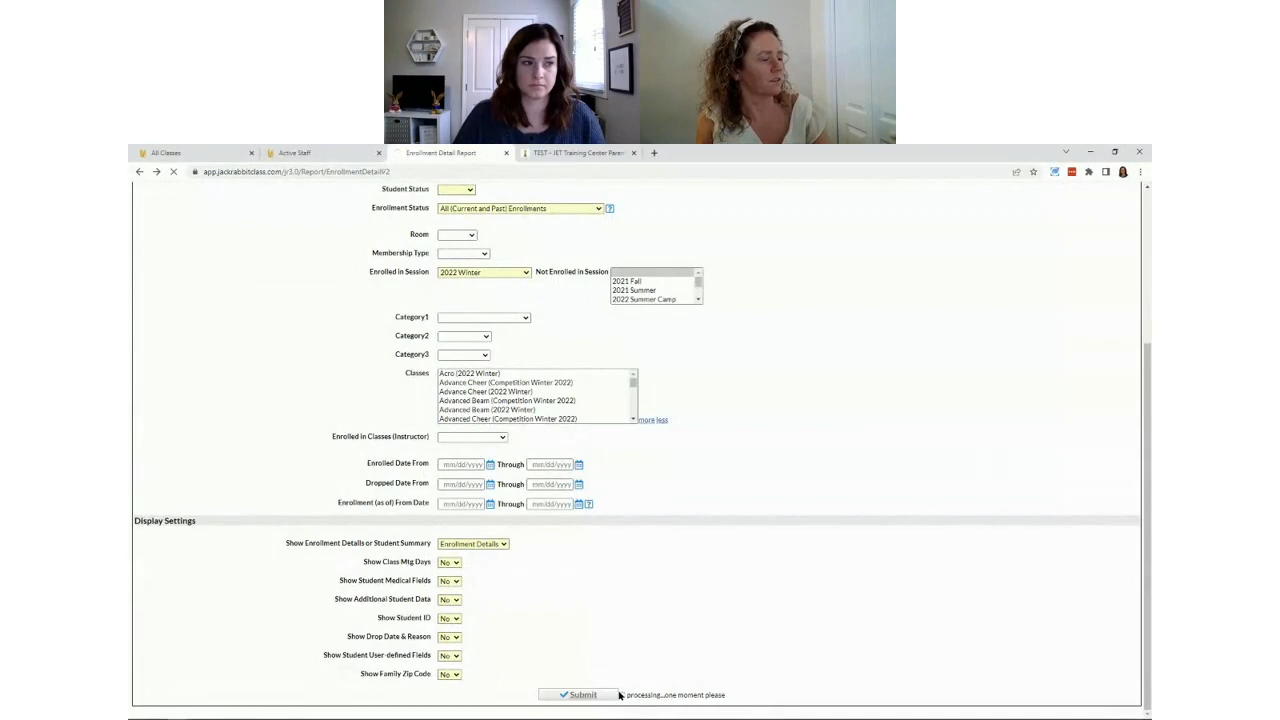 All Classes
Active Staff
Enrollment Detail Report
TEST - JET Training Center Paren
app.jackrabbitclass.com/jr3.0/Report/EnrollmentDetailV2
Student Status
Enrollment Status All (Current and Past) Enrollments
Room
Membership Type
Enrolled in Session 2022 Winter Not Enrolled in Session
2021 Fall
2021 Summer
2022 Summer Camp
Category1
Category2
Category3
Classes Acro (2022 Winter)
Advance Cheer (Competition Winter 2022)
Advance Cheer (2022 Winter)
Advanced Beam (Competition Winter 2022)
Advanced Beam (2022 Winter)
Advanced Cheer (Competition Winter 2022)
more less
Enrolled in Classes (Instructor)
Enrolled Date From mm/dd/yyyy Through mm/dd/yyyy
Dropped Date From mm/dd/yyyy Through mm/dd/yyyy
Enrollment (as of) From Date mm/dd/yyyy Through mm/dd/yyyy
Display Settings
Show Enrollment Details or Student Summary Enrollment Details
Show Class Mtg Days No
Show Student Medical Fields No
Show Additional Student Data No
Show Student ID No
Show Drop Date & Reason No
Show Student User-defined Fields No
Show Family Zip Code No
Submit processing...one moment please